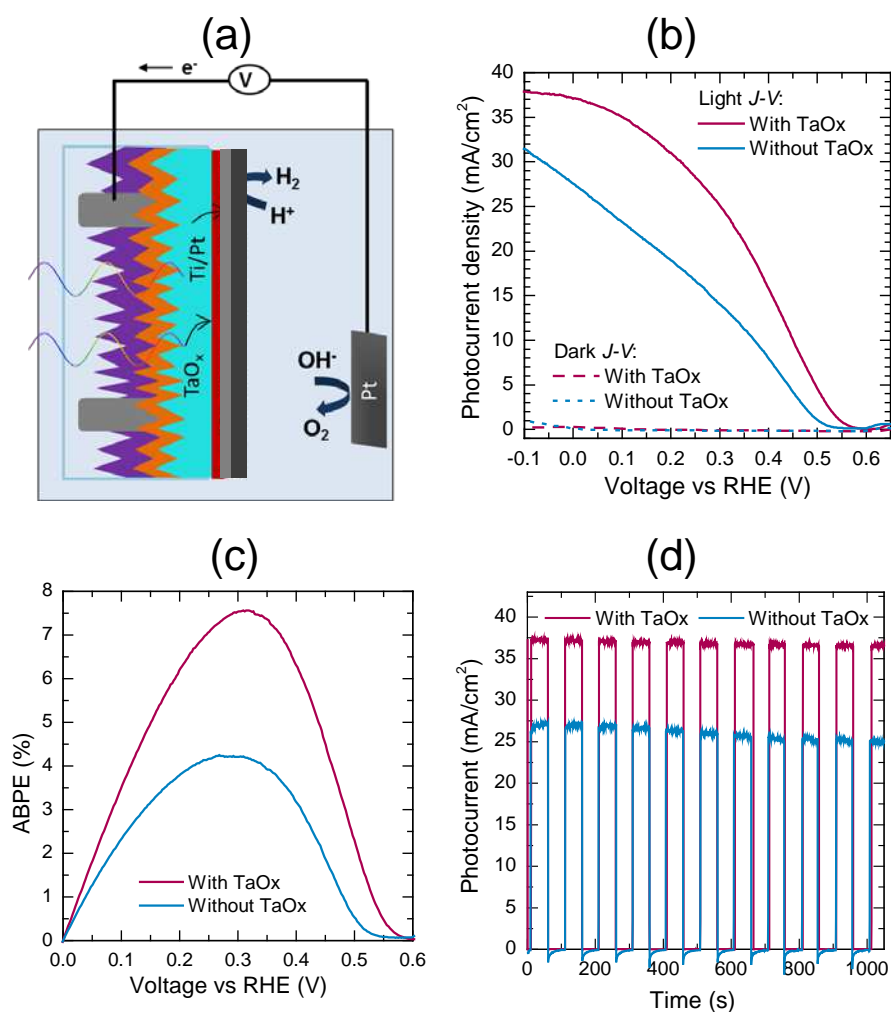 (a)
e⁻
V
H₂
H⁺
Ti/Pt
TaOₓ
OH⁻
O₂
Pt
(b)
Photocurrent density (mA/cm²)
40
35
30
25
20
15
10
5
0
Light J-V:
With TaOx
Without TaOx
Dark J-V:
With TaOx
Without TaOx
-0.1 0.0 0.1 0.2 0.3 0.4 0.5 0.6
Voltage vs RHE (V)
(c)
ABPE (%)
8
7
6
5
4
3
2
1
0
With TaOx
Without TaOx
0.0 0.1 0.2 0.3 0.4 0.5 0.6
Voltage vs RHE (V)
(d)
Photocurrent (mA/cm²)
40
35
30
25
20
15
10
5
0
With TaOx Without TaOx
0 200 400 600 800 1000
Time (s)